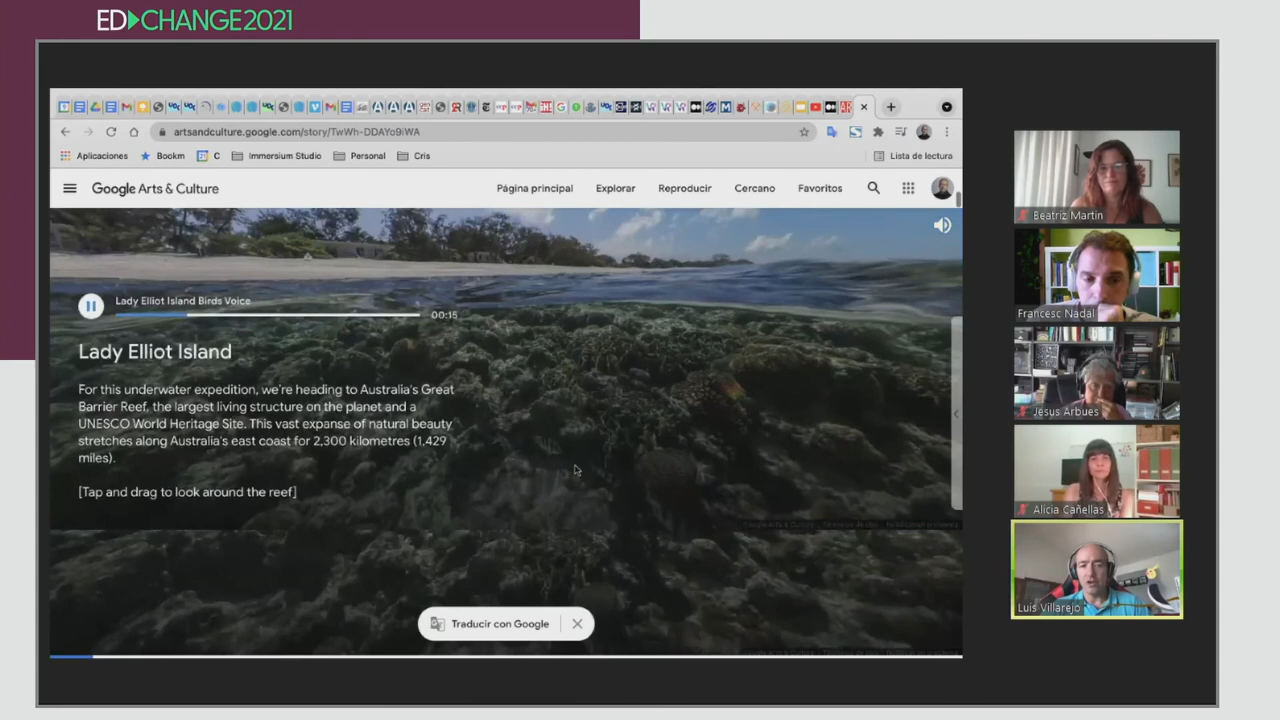 ED▶CHANGE2021
artsandculture.google.com/story/TwWh-DDAYo9iWA
Aplicaciones
Bookm
C
Immersium Studio
Personal
Cris
Lista de lectura
Google Arts & Culture
Página principal
Explorar
Reproducir
Cercano
Favoritos
Lady Elliot Island Birds Voice
00:15
Lady Elliot Island
For this underwater expedition, we're heading to Australia's Great
Barrier Reef, the largest living structure on the planet and a
UNESCO World Heritage Site. This vast expanse of natural beauty
stretches along Australia's east coast for 2,300 kilometres (1,429
miles).
[Tap and drag to look around the reef]
Traducir con Google
Beatriz Martin
Francesc Nadal
Jesus Arbues
Alicia Cañellas
Luis Villarejo